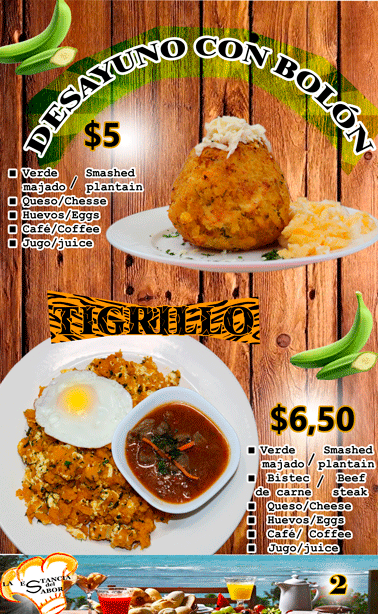 DESAYUNO CON BOLÓN
$5
Verde / Smashed
majado / plantain
Queso/Chesse
Huevos/Eggs
Café/Coffee
Jugo/juice
TIGRILLO
$6,50
Verde / Smashed
majado / plantain
Bistec / Beef
de carne / steak
Queso/Cheese
Huevos/Eggs
Café/ Coffee
Jugo/juice
LA ESTANCIA
del
SABOR
2